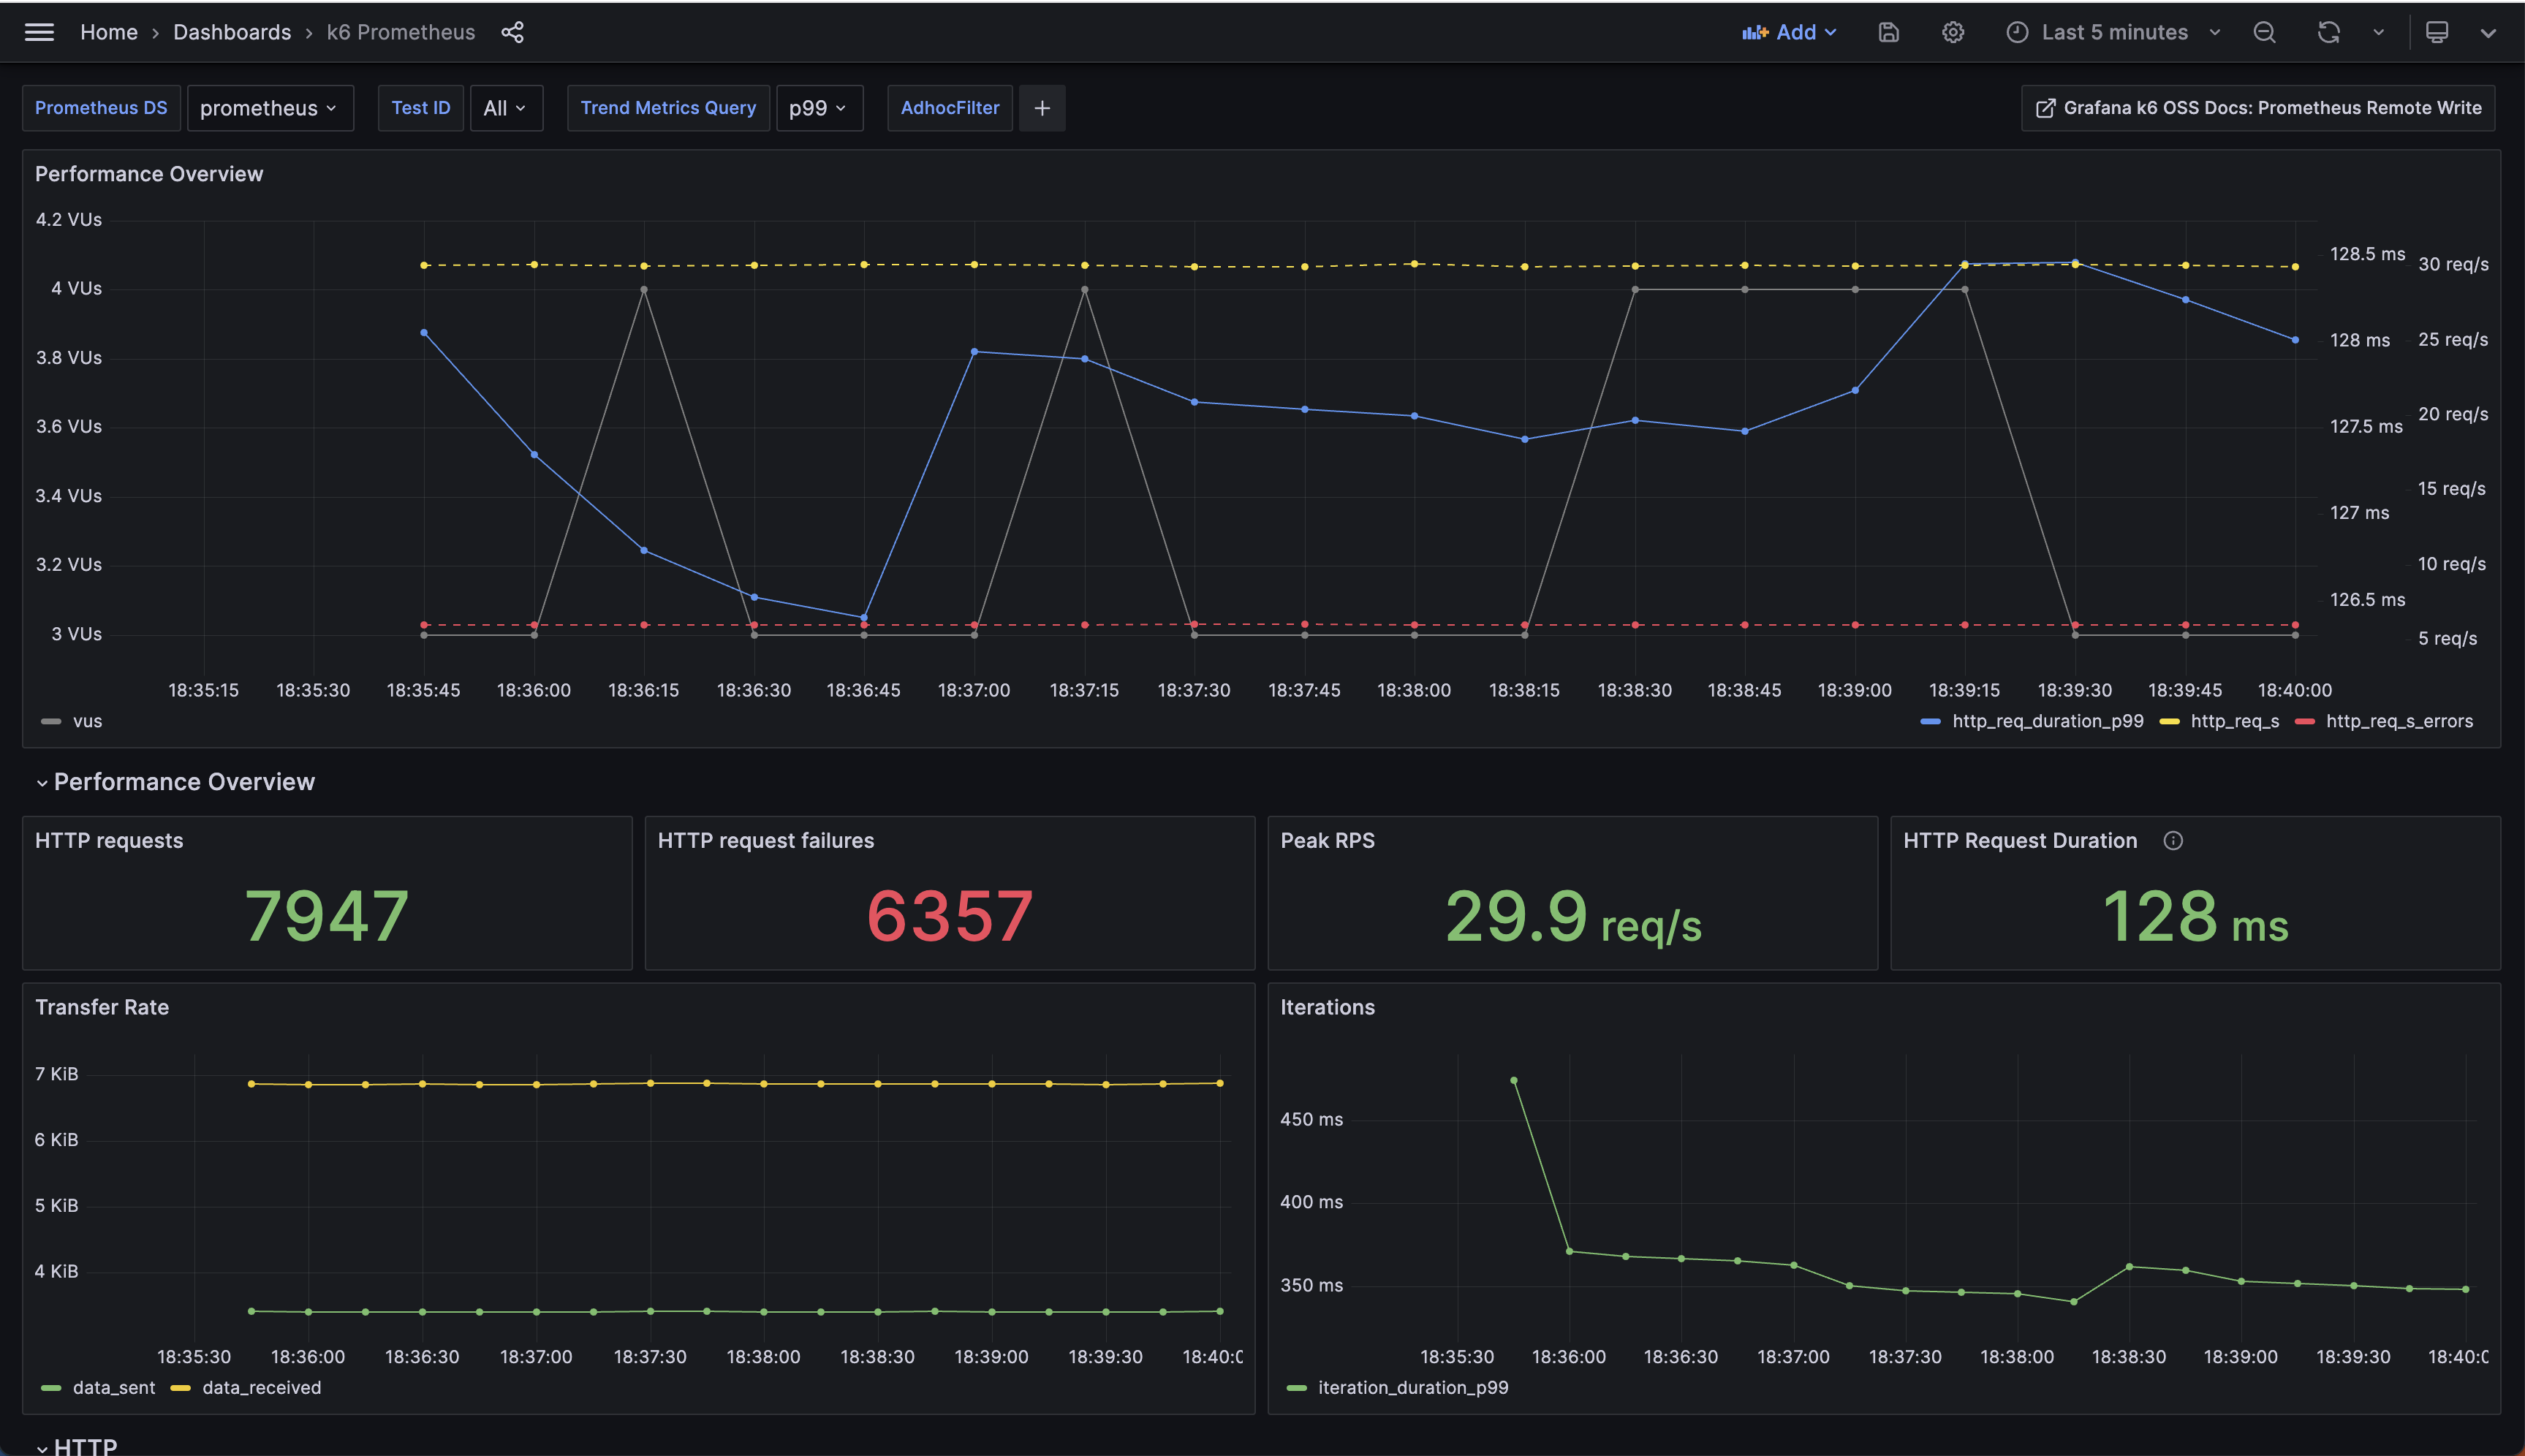 Home › Dashboards › k6 Prometheus Add Last 5 minutes
Prometheus DS prometheus Test ID All Trend Metrics Query p99 AdhocFilter + Grafana k6 OSS Docs: Prometheus Remote Write
Performance Overview
4.2 VUs
4 VUs
3.8 VUs
3.6 VUs
3.4 VUs
3.2 VUs
3 VUs
128.5 ms
128 ms
127.5 ms
127 ms
126.5 ms
30 req/s
25 req/s
20 req/s
15 req/s
10 req/s
5 req/s
18:35:15 18:35:30 18:35:45 18:36:00 18:36:15 18:36:30 18:36:45 18:37:00 18:37:15 18:37:30 18:37:45 18:38:00 18:38:15 18:38:30 18:38:45 18:39:00 18:39:15 18:39:30 18:39:45 18:40:00
vus http_req_duration_p99 http_req_s http_req_s_errors
Performance Overview
HTTP requests
7947
HTTP request failures
6357
Peak RPS
29.9 req/s
HTTP Request Duration
128 ms
Transfer Rate
7 KiB
6 KiB
5 KiB
4 KiB
18:35:30 18:36:00 18:36:30 18:37:00 18:37:30 18:38:00 18:38:30 18:39:00 18:39:30 18:40:0
data_sent data_received
Iterations
450 ms
400 ms
350 ms
18:35:30 18:36:00 18:36:30 18:37:00 18:37:30 18:38:00 18:38:30 18:39:00 18:39:30 18:40:0
iteration_duration_p99
HTTP